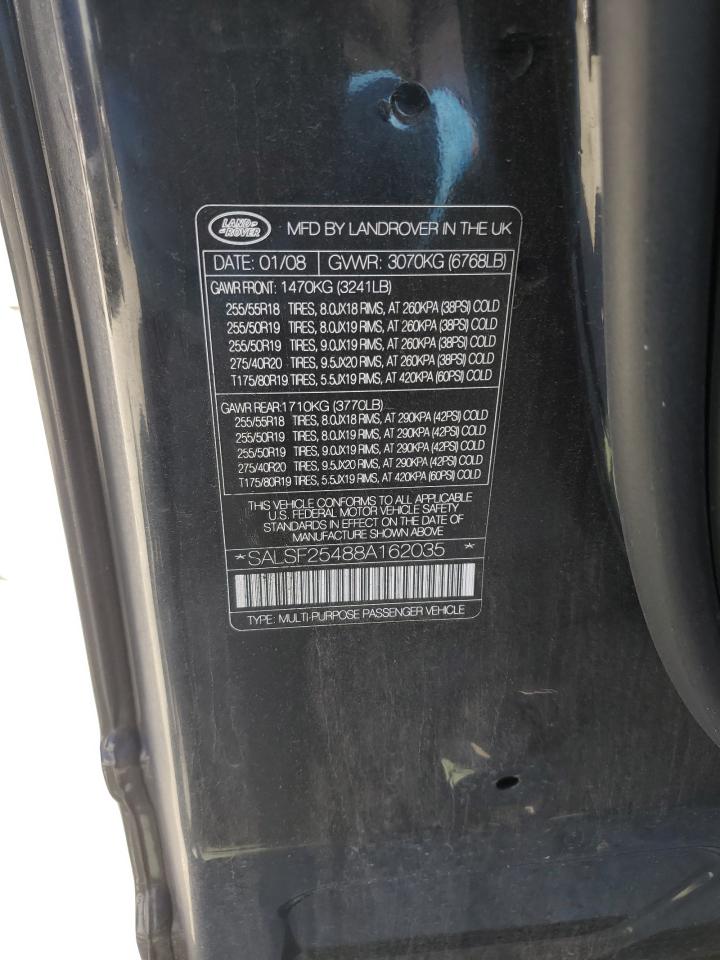 LAND-
-ROVER
MFD BY LANDROVER IN THE UK
DATE: 01/08 GVWR: 3070KG (6768LB)
GAWR FRONT: 1470KG (3241LB)
255/55R18 TIRES, 8.0JX18 RIMS, AT 260KPA (38PSI) COLD
255/50R19 TIRES, 8.0JX19 RIMS, AT 260KPA (38PSI) COLD
255/50R19 TIRES, 9.0JX19 RIMS, AT 260KPA (38PSI) COLD
275/40R20 TIRES, 9.5JX20 RIMS, AT 260KPA (38PSI) COLD
T175/80R19 TIRES, 5.5JX19 RIMS, AT 420KPA (60PSI) COLD
GAWR REAR:1710KG (3770LB)
255/55R18 TIRES, 8.0JX18 RIMS, AT 290KPA (42PSI) COLD
255/50R19 TIRES, 8.0JX19 RIMS, AT 290KPA (42PSI) COLD
255/50R19 TIRES, 9.0JX19 RIMS, AT 290KPA (42PSI) COLD
275/40R20 TIRES, 9.5JX20 RIMS, AT 290KPA (42PSI) COLD
T175/80R19 TIRES, 5.5JX19 RIMS, AT 420KPA (60PSI) COLD
THIS VEHICLE CONFORMS TO ALL APPLICABLE
U.S. FEDERAL MOTOR VEHICLE SAFETY
STANDARDS IN EFFECT ON THE DATE OF
MANUFACTURE SHOWN ABOVE
*SALSF25488A162035*
TYPE: MULTI-PURPOSE PASSENGER VEHICLE